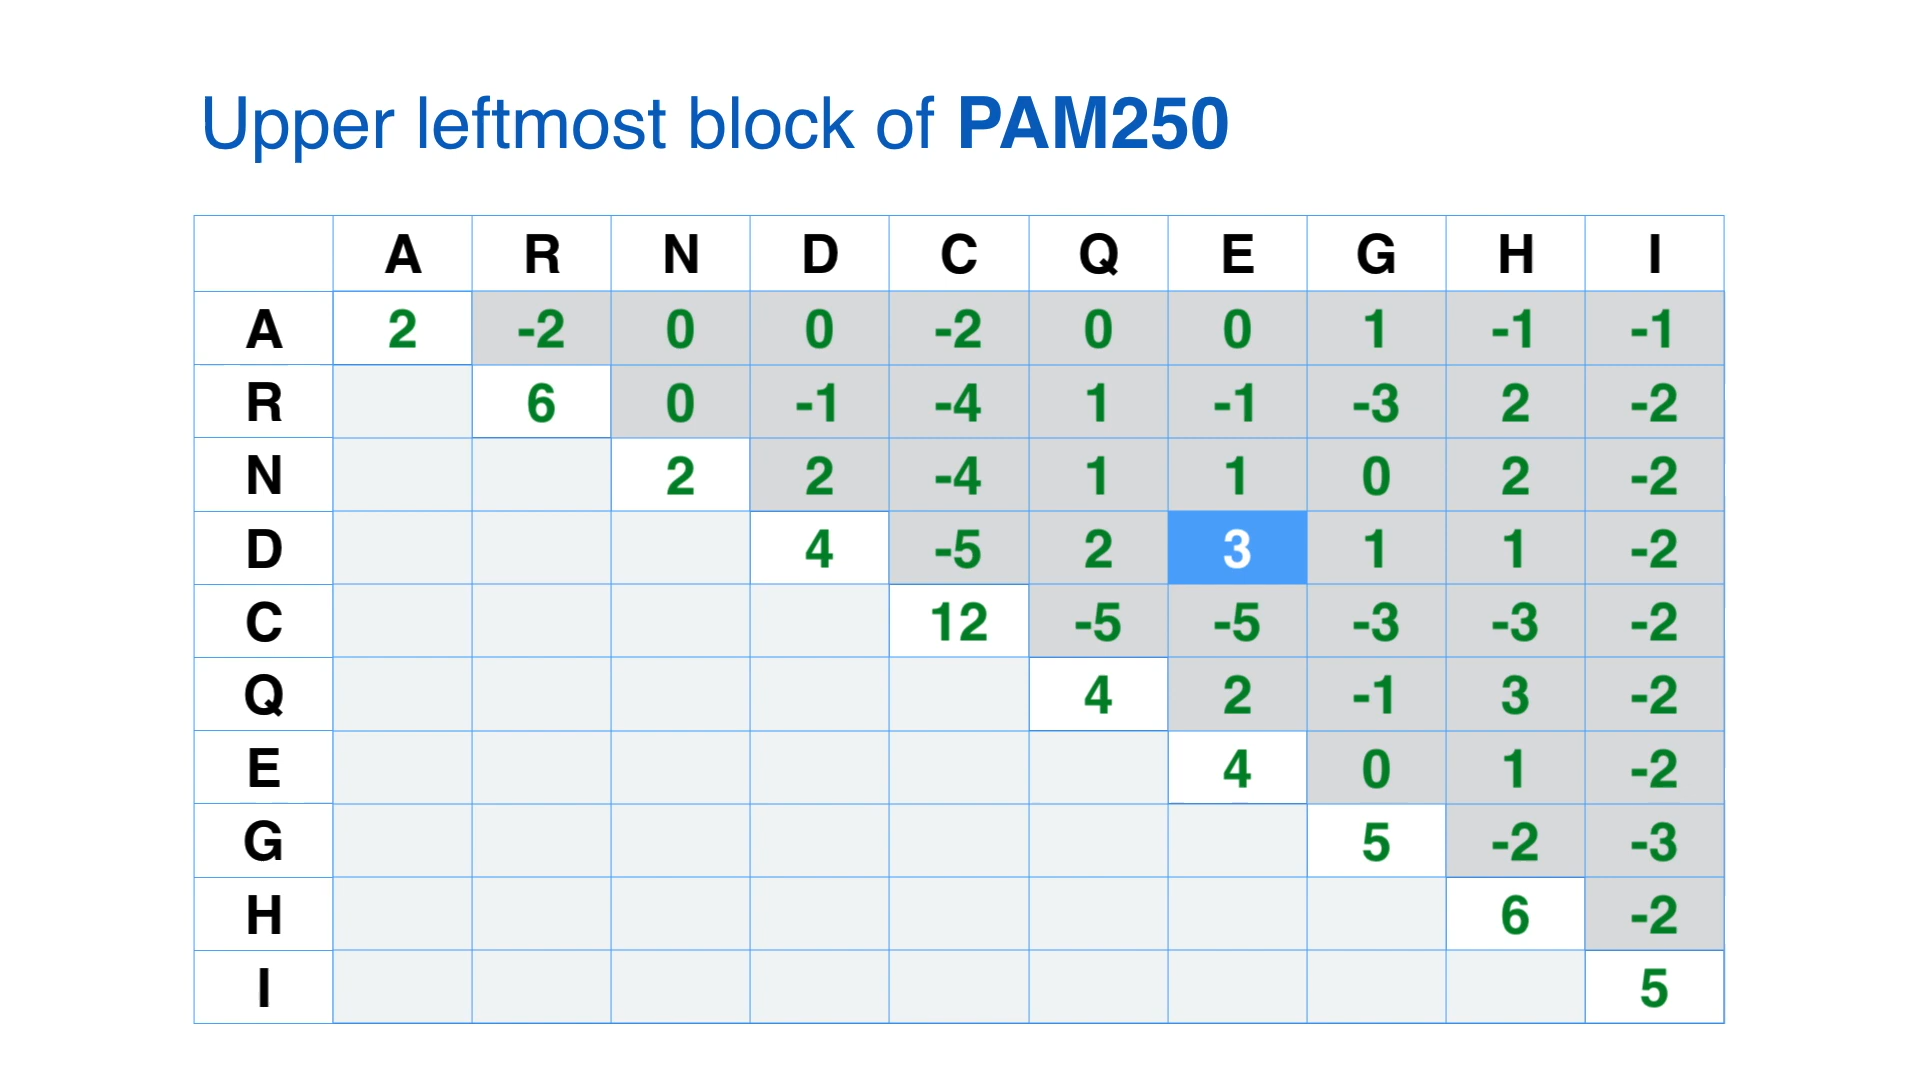 Upper leftmost block of PAM250
A R N D C Q E G H I
A 2 -2 0 0 -2 0 0 1 -1 -1
R 6 0 -1 -4 1 -1 -3 2 -2
N 2 2 -4 1 1 0 2 -2
D 4 -5 2 3 1 1 -2
C 12 -5 -5 -3 -3 -2
Q 4 2 -1 3 -2
E 4 0 1 -2
G 5 -2 -3
H 6 -2
I 5